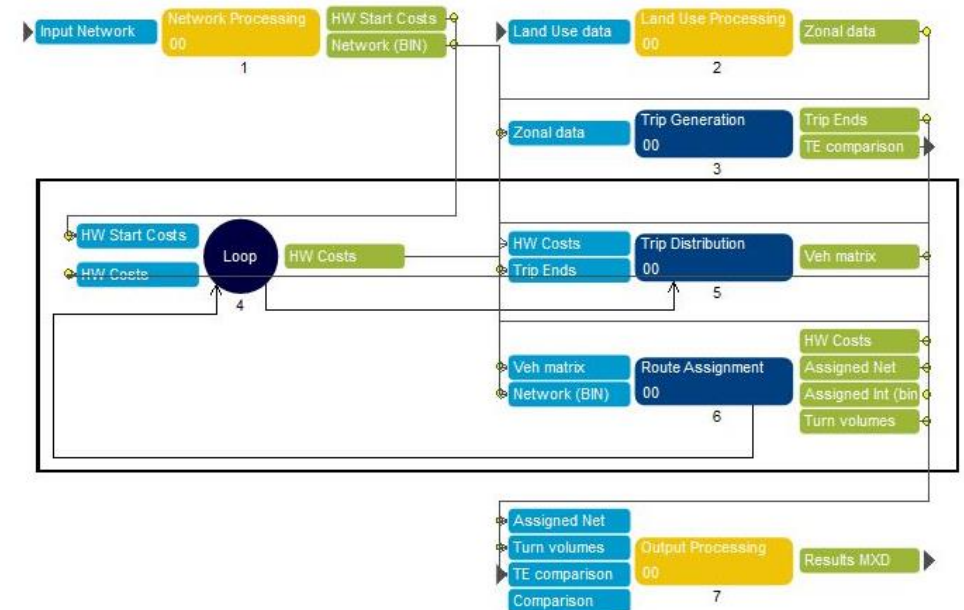 Input Network
Network Processing
00
1
HW Start Costs
Network (BIN)
Land Use data
Land Use Processing
00
2
Zonal data
Zonal data
Trip Generation
00
3
Trip Ends
TE comparison
HW Start Costs
HW Costs
Loop
4
HW Costs
HW Costs
Trip Ends
Trip Distribution
00
5
Veh matrix
Veh matrix
Network (BIN)
Route Assignment
00
6
HW Costs
Assigned Net
Assigned Int (bin
Turn volumes
Assigned Net
Turn volumes
TE comparison
Comparison
Output Processing
00
7
Results MXD